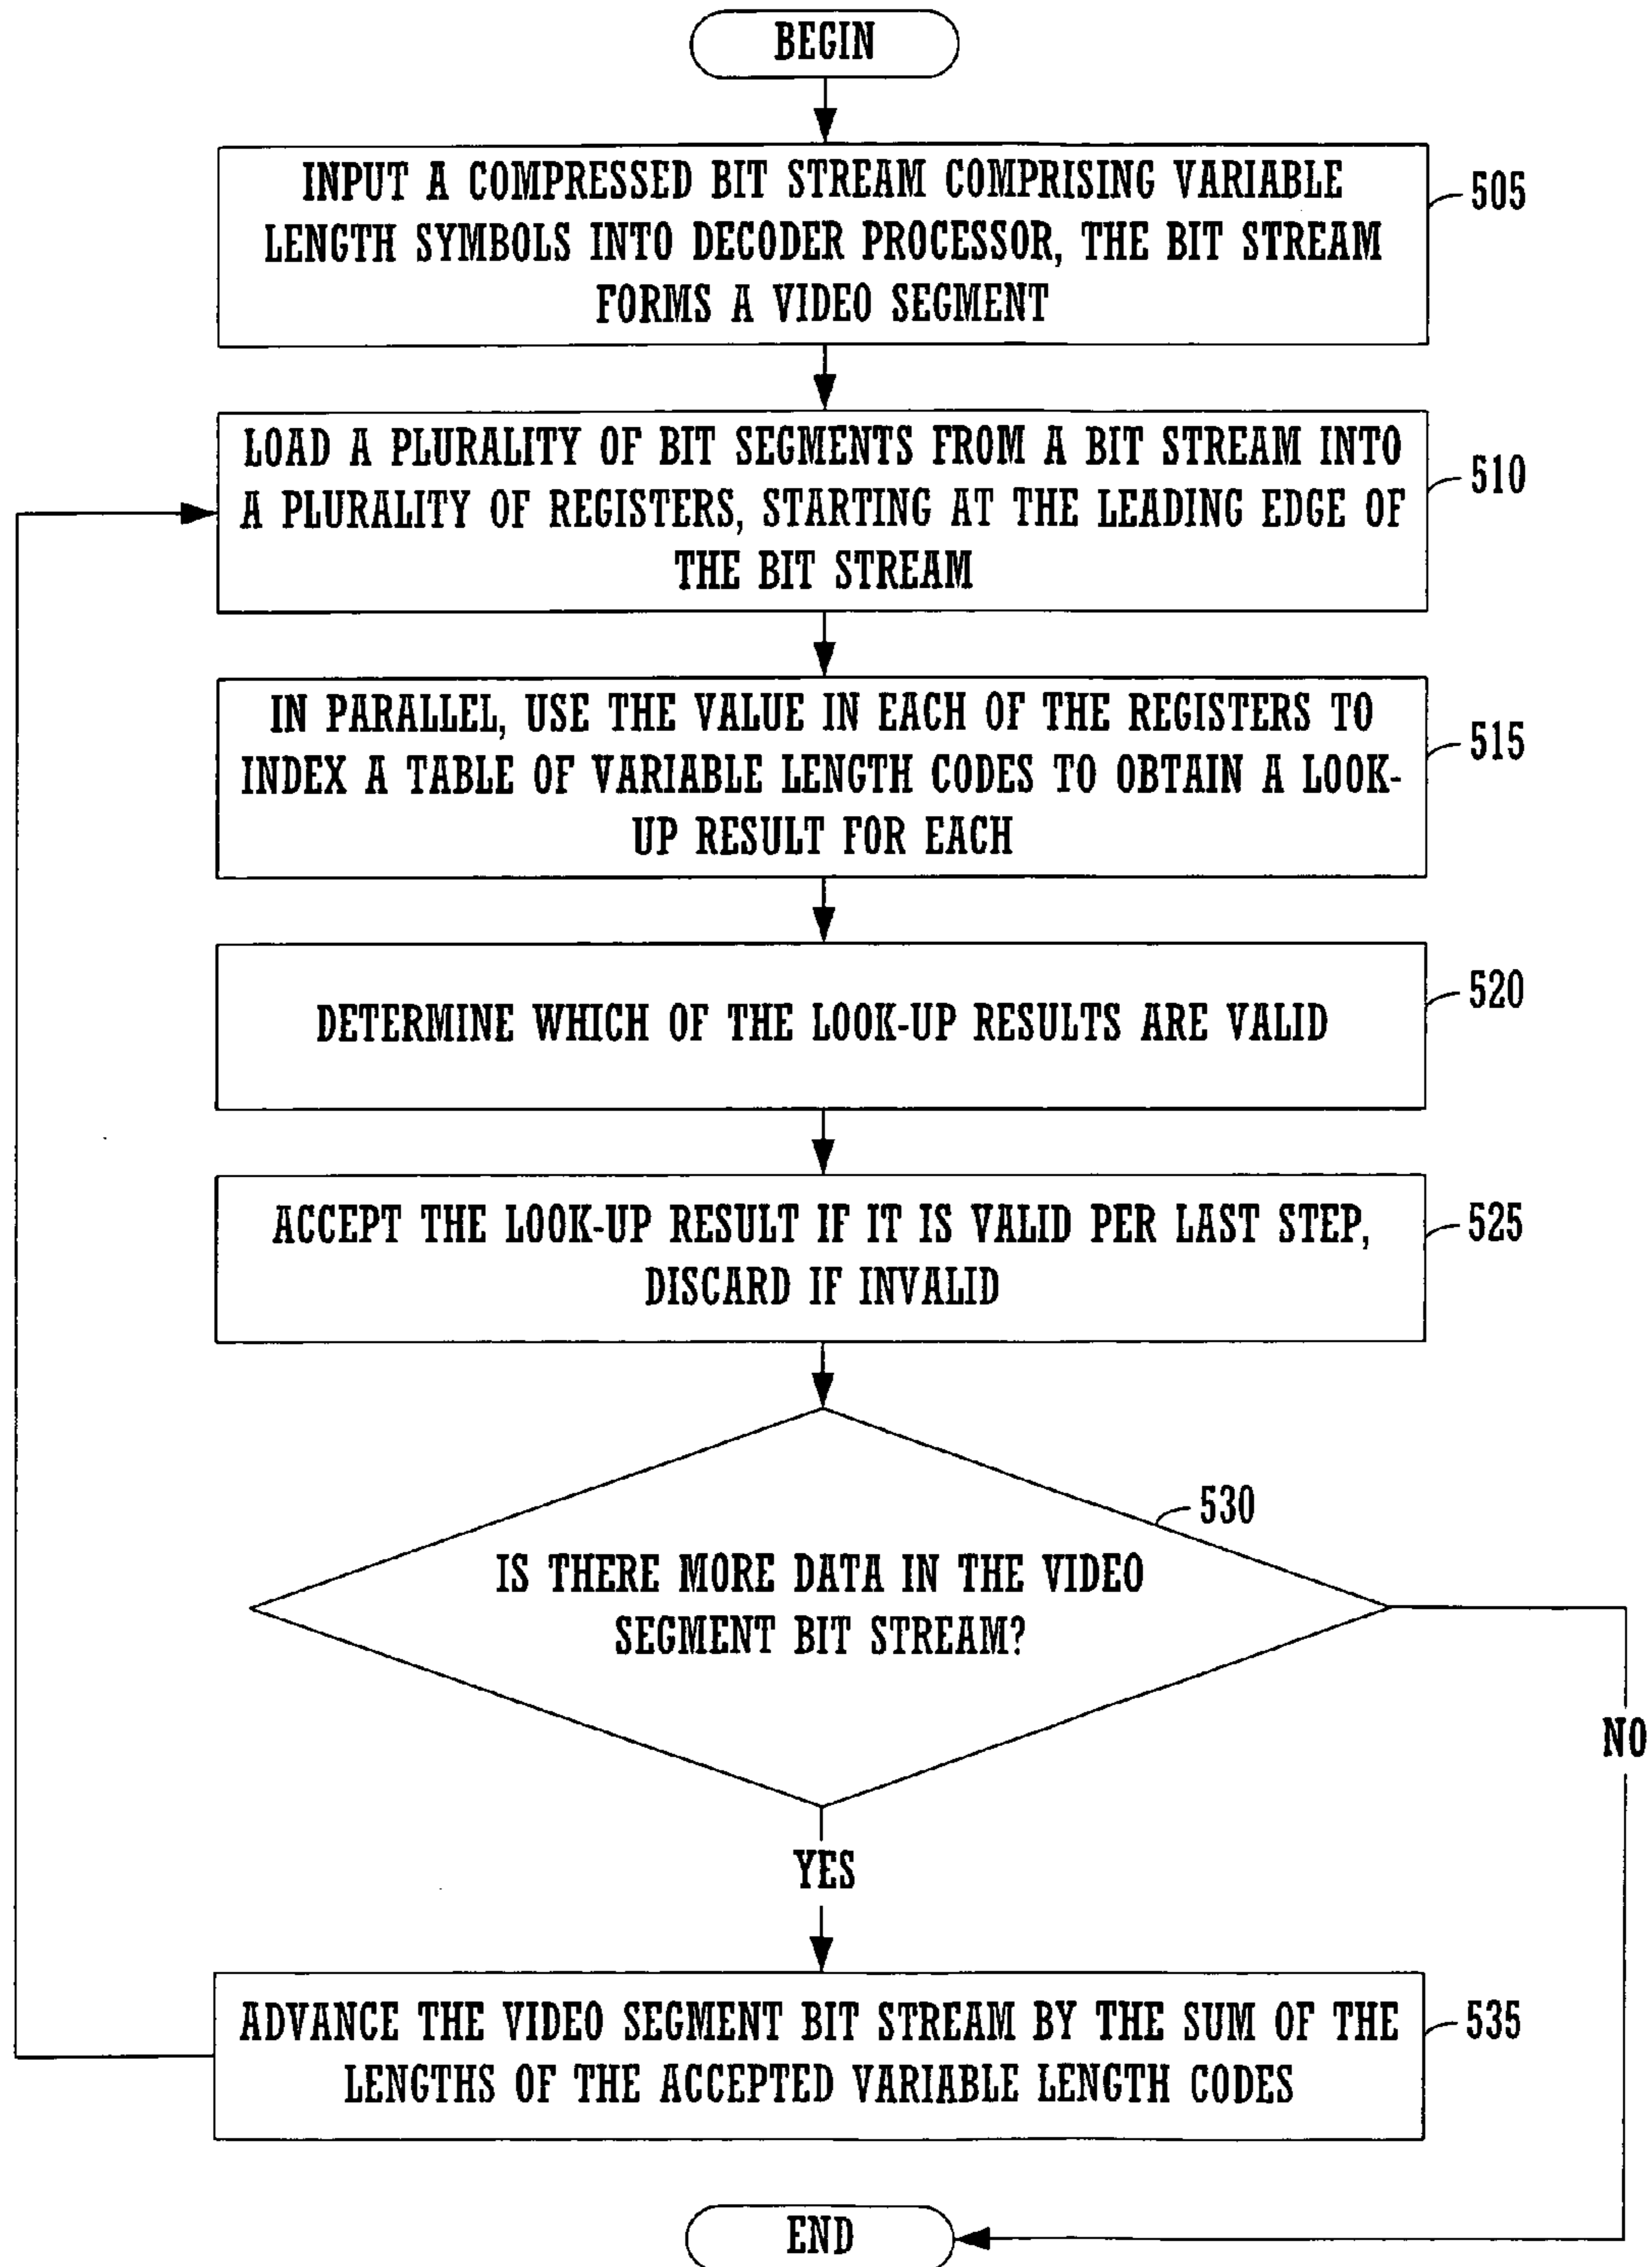 BEGIN
INPUT A COMPRESSED BIT STREAM COMPRISING VARIABLE
LENGTH SYMBOLS INTO DECODER PROCESSOR, THE BIT STREAM
FORMS A VIDEO SEGMENT
505
LOAD A PLURALITY OF BIT SEGMENTS FROM A BIT STREAM INTO
A PLURALITY OF REGISTERS, STARTING AT THE LEADING EDGE OF
THE BIT STREAM
510
IN PARALLEL, USE THE VALUE IN EACH OF THE REGISTERS TO
INDEX A TABLE OF VARIABLE LENGTH CODES TO OBTAIN A LOOK-
UP RESULT FOR EACH
515
DETERMINE WHICH OF THE LOOK-UP RESULTS ARE VALID
520
ACCEPT THE LOOK-UP RESULT IF IT IS VALID PER LAST STEP,
DISCARD IF INVALID
525
IS THERE MORE DATA IN THE VIDEO
SEGMENT BIT STREAM?
530
NO
YES
ADVANCE THE VIDEO SEGMENT BIT STREAM BY THE SUM OF THE
LENGTHS OF THE ACCEPTED VARIABLE LENGTH CODES
535
END